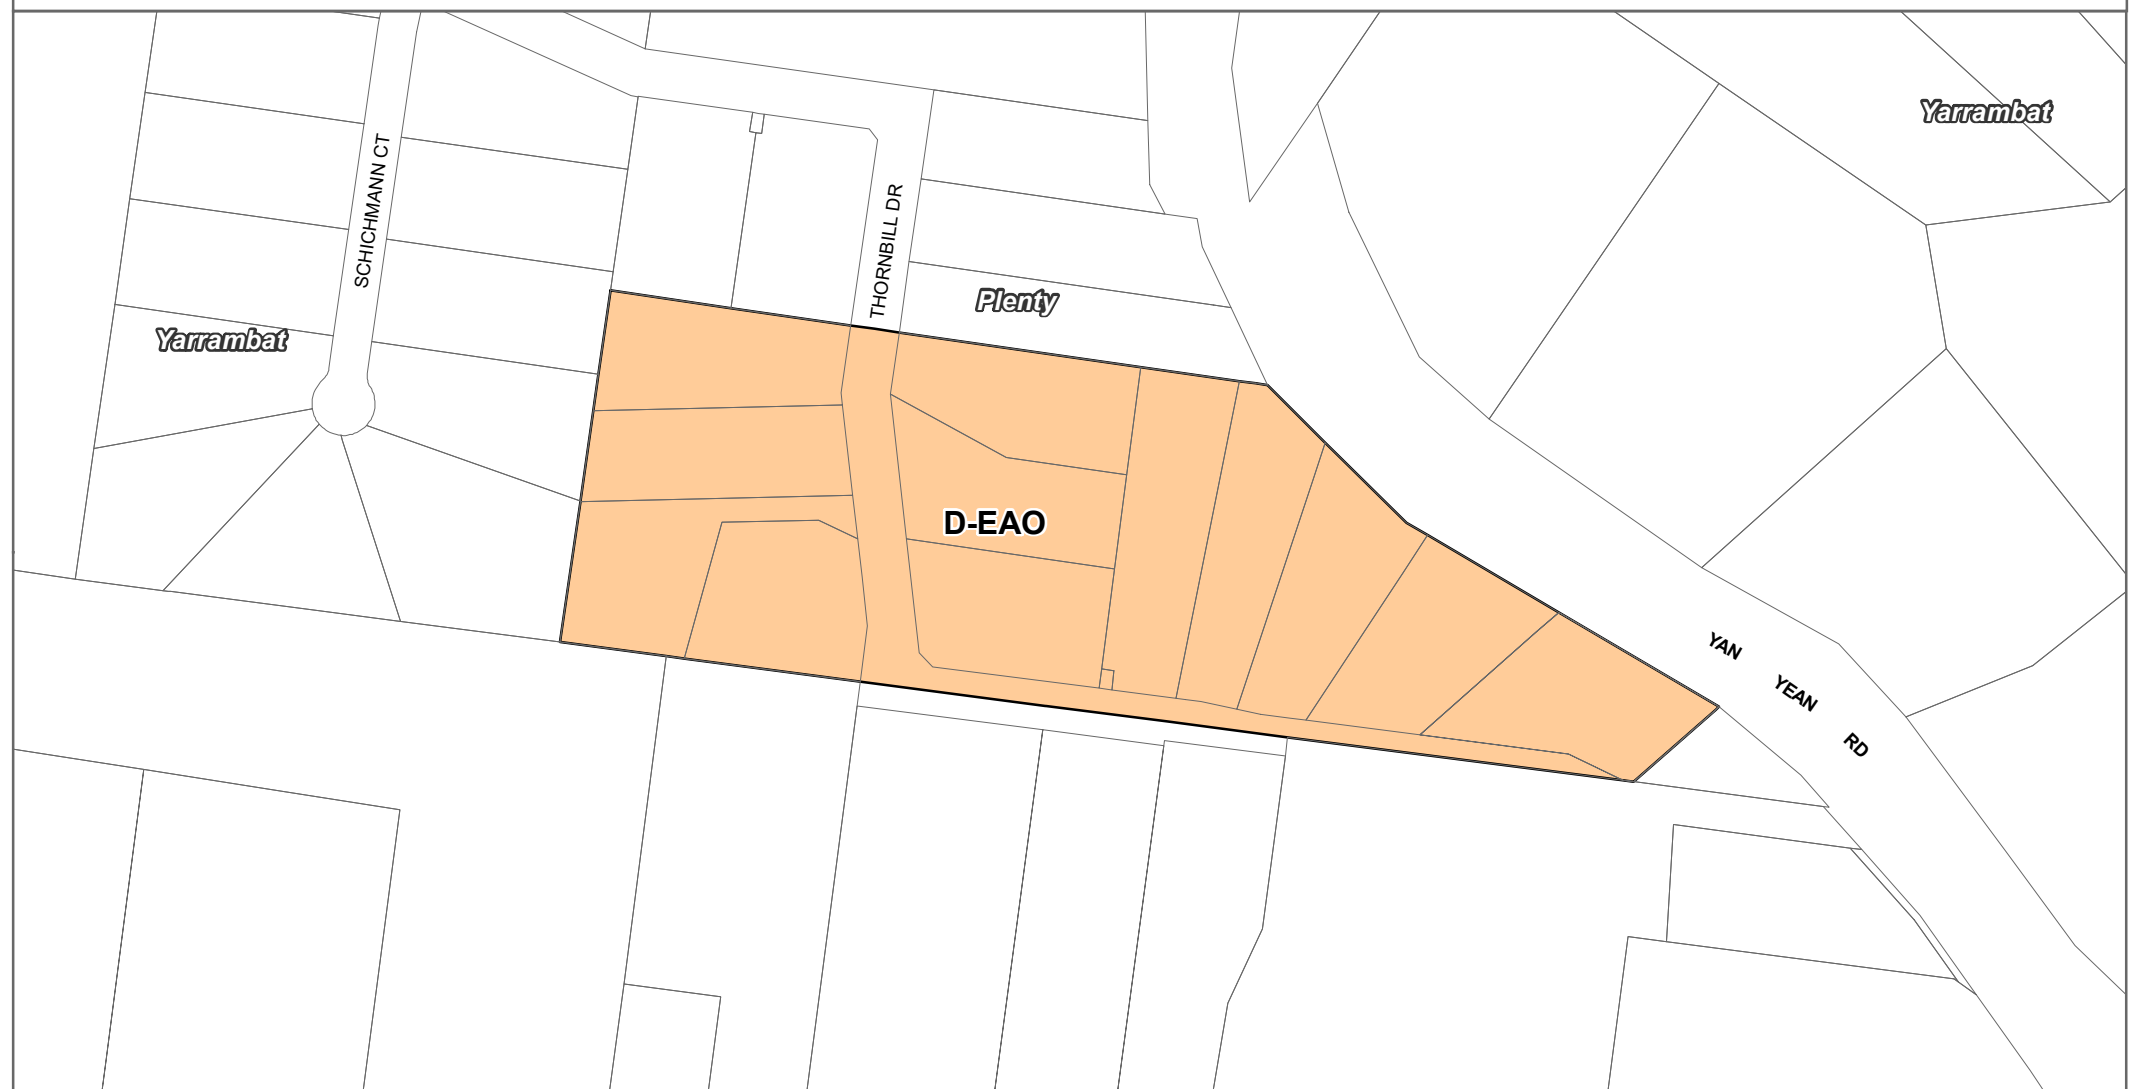 Yarrambat
SCHICHMANN CT
THORNBILL DR
Plenty
Yarrambat
D-EAO
YAN YEAN RD